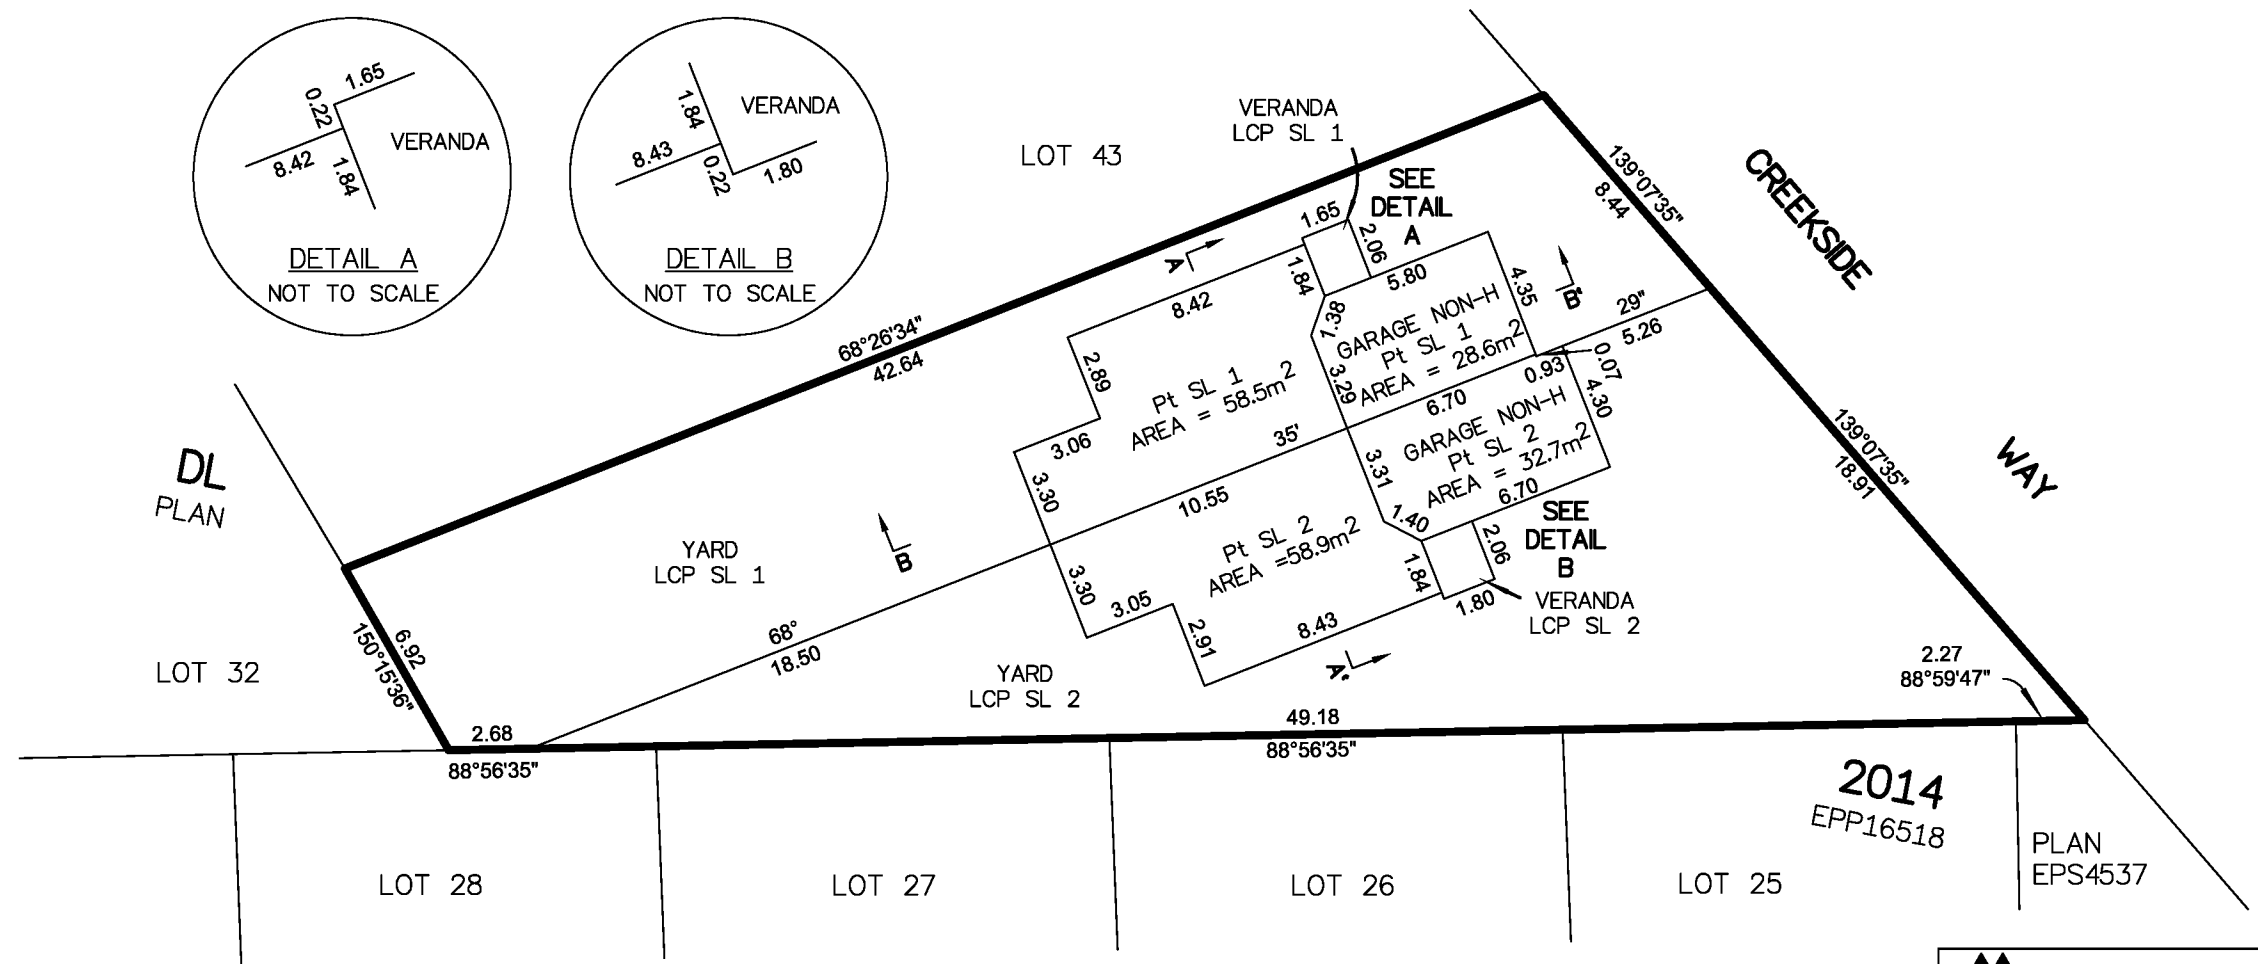 1.65
0.22
VERANDA
8.42
1.84
DETAIL A
NOT TO SCALE
1.84
VERANDA
8.43
0.22
1.80
DETAIL B
NOT TO SCALE
LOT 43
VERANDA
LCP SL 1
SEE
DETAIL
A
139°07'35"
8.44
CREEKSIDE
WAY
68°26'34"
42.64
A
1.65
2.06
1.84
5.80
8.42
1.38
4.35
B'
29"
5.26
GARAGE NON-H
Pt SL 1
AREA = 28.6m2
2.89
Pt SL 1
AREA = 58.5m2
3.29
0.93
0.07
6.70
4.30
3.06
35'
GARAGE NON-H
Pt SL 2
AREA = 32.7m2
139°07'35"
18.91
3.30
3.31
10.55
6.70
1.40
Pt SL 2
AREA =58.9m2
SEE
DETAIL
B
DL
PLAN
YARD
LCP SL 1
B
3.30
3.05
2.91
8.43
1.84
2.06
1.80
VERANDA
LCP SL 2
A'
68°
18.50
YARD
LCP SL 2
LOT 32
6.92
150°15'36"
2.27
88°59'47"
2.68
88°56'35"
49.18
88°56'35"
2014
EPP16518
PLAN
EPS4537
LOT 28
LOT 27
LOT 26
LOT 25